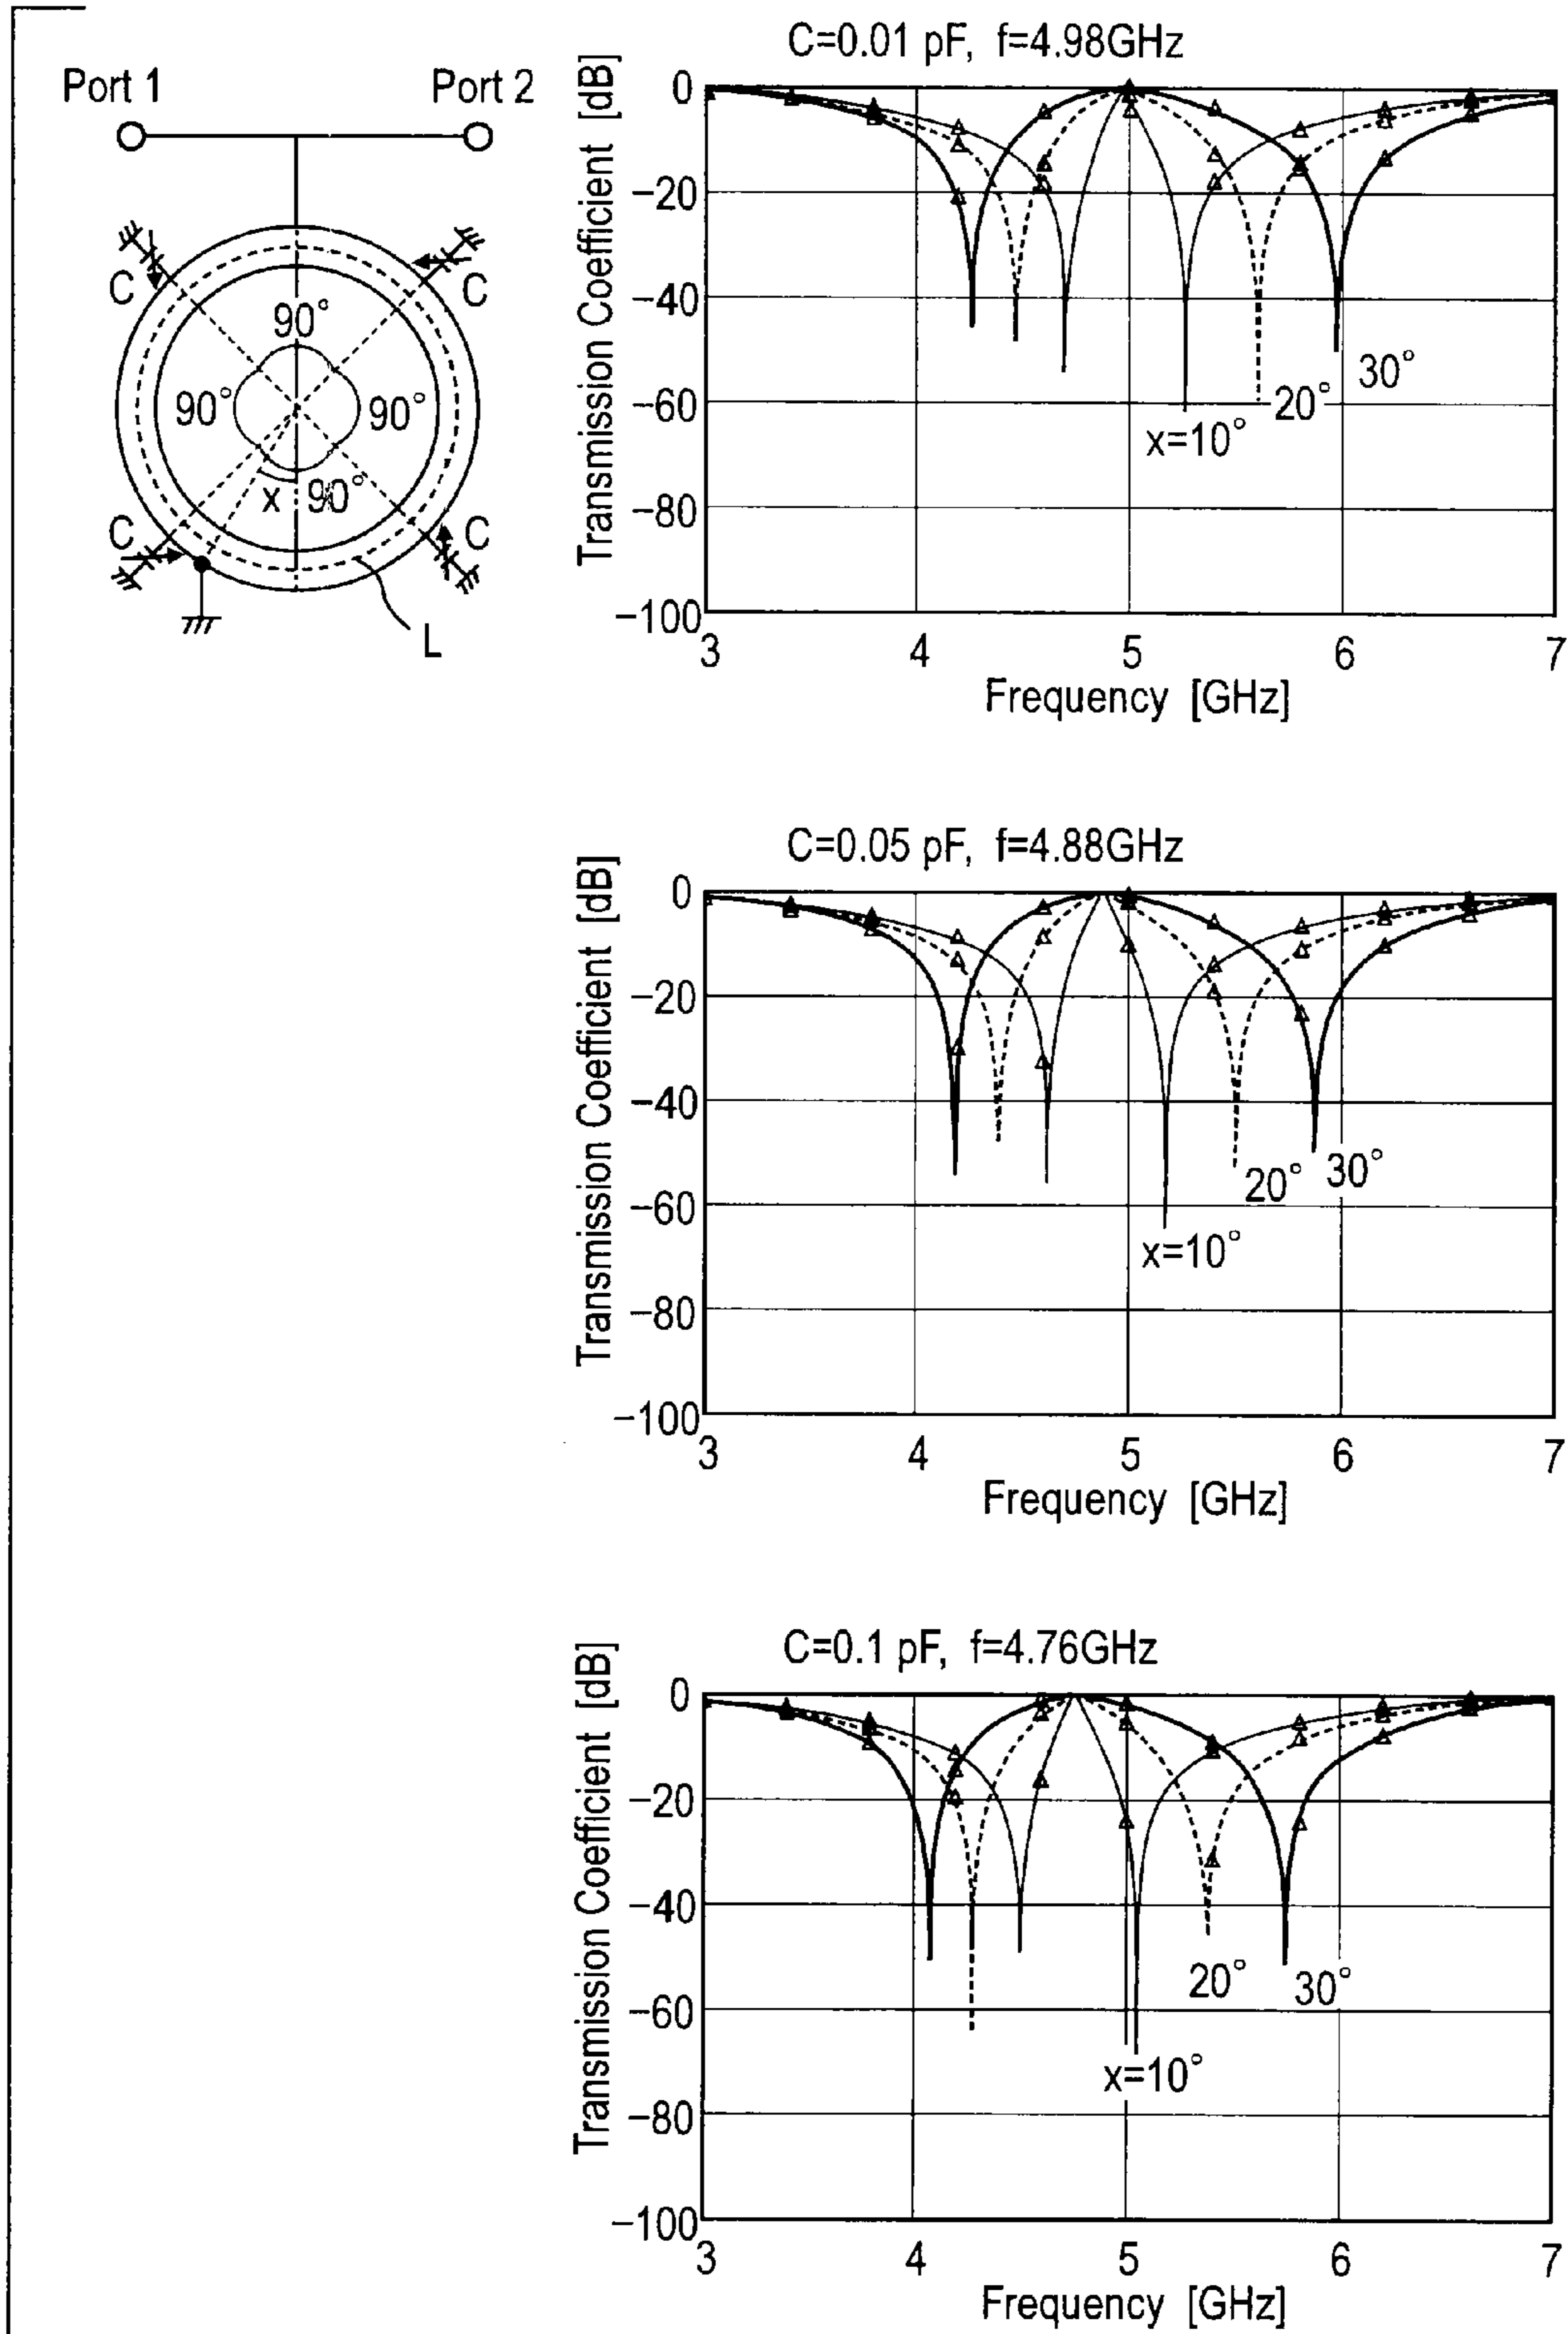 Port 1
Port 2
C
C
90°
90°
90°
x
90°
C
C
L
C=0.01 pF, f=4.98GHz
Transmission Coefficient [dB]
0
−20
−40
−60
−80
−100
30°
20°
x=10°
3
4
5
6
7
Frequency [GHz]
C=0.05 pF, f=4.88GHz
Transmission Coefficient [dB]
0
−20
−40
−60
−80
−100
20°
30°
x=10°
3
4
5
6
7
Frequency [GHz]
C=0.1 pF, f=4.76GHz
Transmission Coefficient [dB]
0
−20
−40
−60
−80
−100
20°
30°
x=10°
3
4
5
6
7
Frequency [GHz]